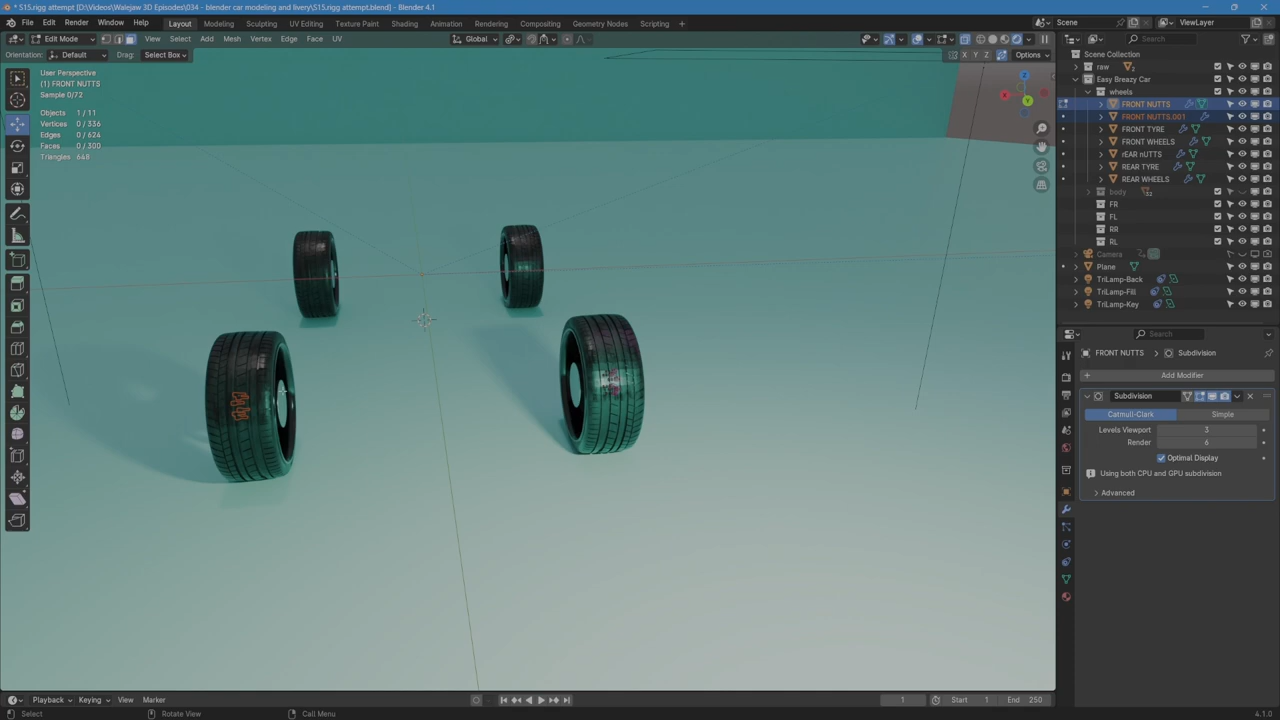 * S15.rigg attempt [D:\Videos\Walejaw 3D Episodes\034 - blender car modeling and livery\S15.rigg attempt.blend] - Blender 4.1
File Edit Render Window Help Layout Modeling Sculpting UV Editing Texture Paint Shading Animation Rendering Compositing Geometry Nodes Scripting + Scene ViewLayer
Edit Mode View Select Add Mesh Vertex Edge Face UV Global Search
Orientation: Default Drag: Select Box X Y Z Options
User Perspective
(1) FRONT NUTTS
Sample 0/72
Objects 1 / 11
Vertices 0 / 336
Edges 0 / 624
Faces 0 / 300
Triangles 648
X
Y
Z
Scene Collection
raw 2
Easy Breazy Car
wheels
FRONT NUTTS
FRONT NUTTS.001
FRONT TYRE
FRONT WHEELS
rEAR nUTTS
REAR TYRE
REAR WHEELS
body 32
FR
FL
RR
RL
Camera
Plane
TriLamp-Back
TriLamp-Fill
TriLamp-Key
Search
FRONT NUTTS > Subdivision
+ Add Modifier
Subdivision
Catmull-Clark Simple
Levels Viewport 3
Render 6
Optimal Display
Using both CPU and GPU subdivision
Advanced
Playback Keying View Marker 1 Start 1 End 250
Select Rotate View Call Menu 4.1.0